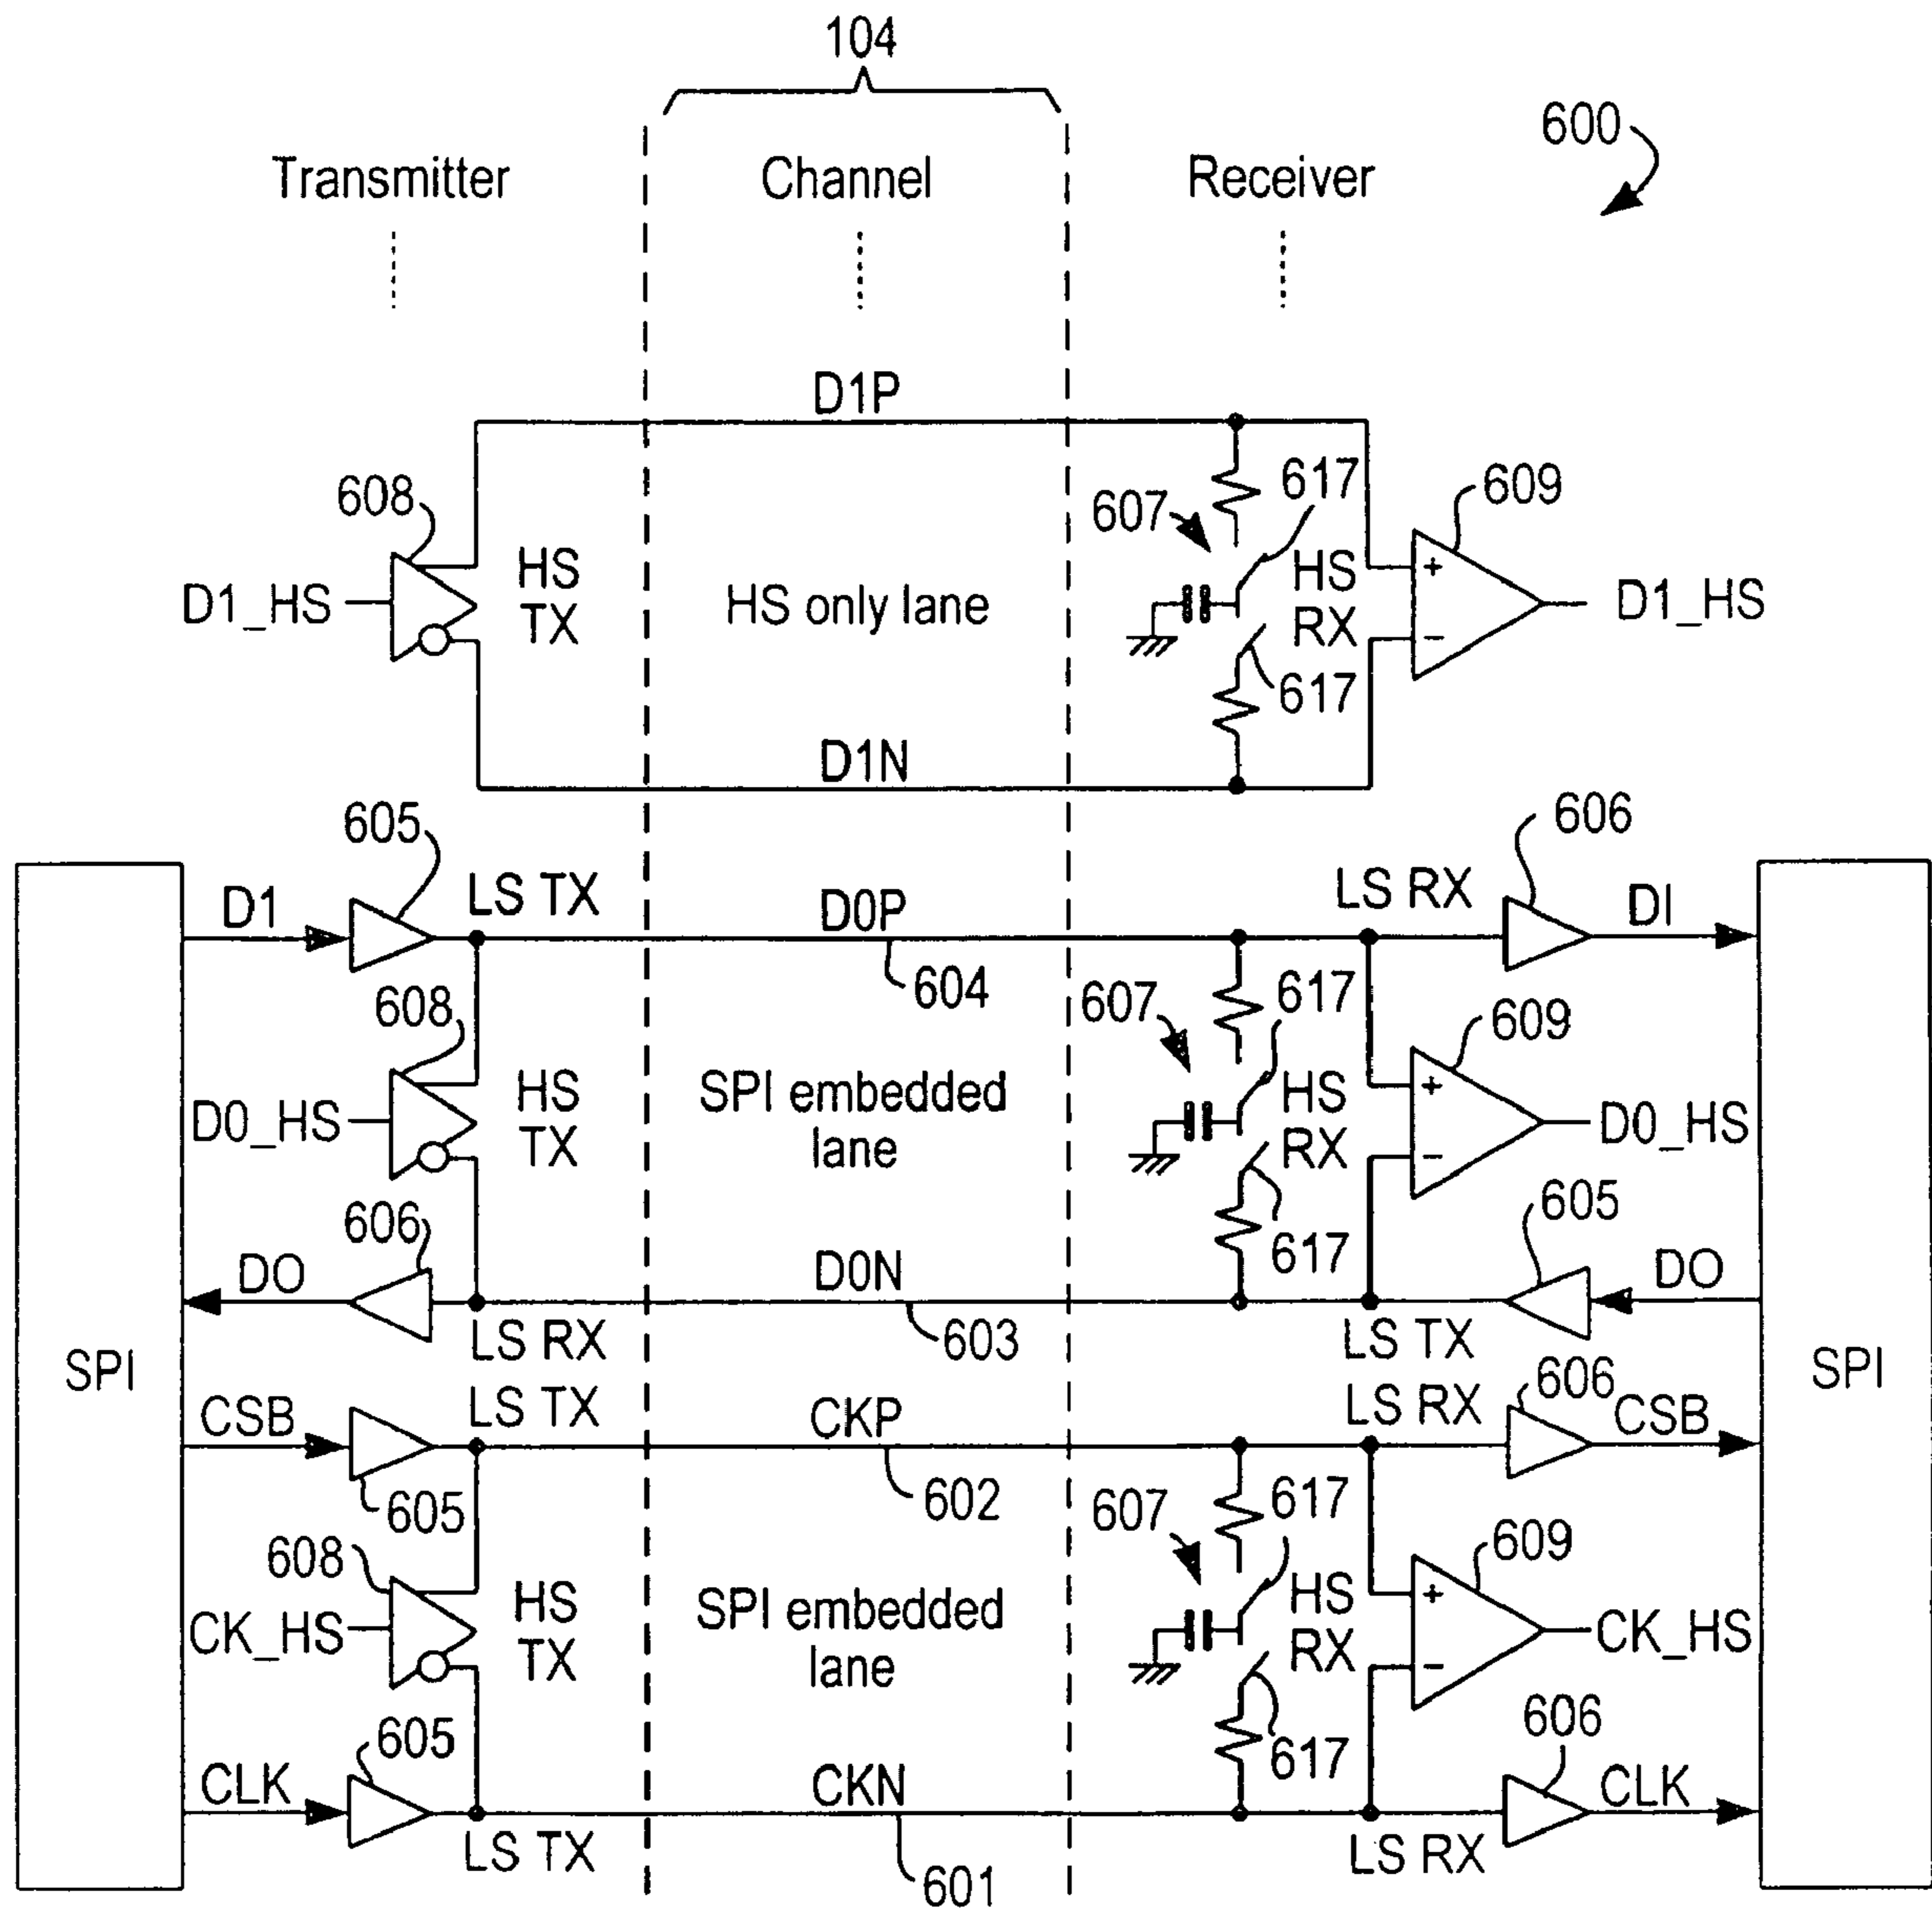 104
600
Transmitter
Channel
Receiver
D1P
608
617
609
607
D1_HS
HS
TX
HS only lane
HS
RX
+
−
D1_HS
617
D1N
605
606
D1
LS TX
D0P
LS RX
DI
604
608
607
617
609
D0_HS
HS
TX
SPI embedded
lane
HS
RX
+
−
D0_HS
606
605
617
DO
D0N
DO
LS RX
603
LS TX
SPI
SPI
606
CSB
LS TX
CKP
LS RX
CSB
605
602
607
617
608
609
CK_HS
HS
TX
SPI embedded
lane
HS
RX
+
−
CK_HS
605
617
606
CLK
CKN
CLK
LS TX
601
LS RX